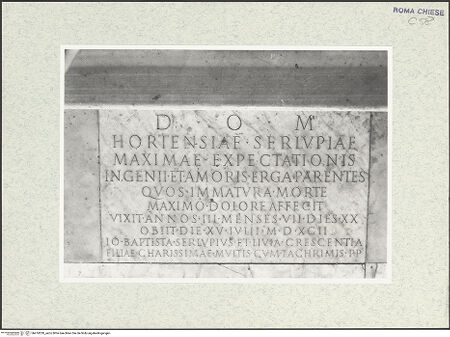 ROMA CHIESE
C 58
D O M
HORTENSIAE · SERLVPIAE
MAXIMAE · EXPECTATIONIS
INGENII ET AMORIS · ERGA PARENTES
QVOS · IMMATVRA · MORTE
MAXIMO DOLORE AFFECIT
VIXIT ANNOS · III · MENSES · VII · DIES · XX
OBIIT DIE · XV · IVLII · M · D · XCII
IO · BAPTISTA · SERLVPIVS · ET LIVIA · CRESCENTIA
FILIAE · CHARISSIMAE · MVLTIS · CVM · LACHRIMIS · PP